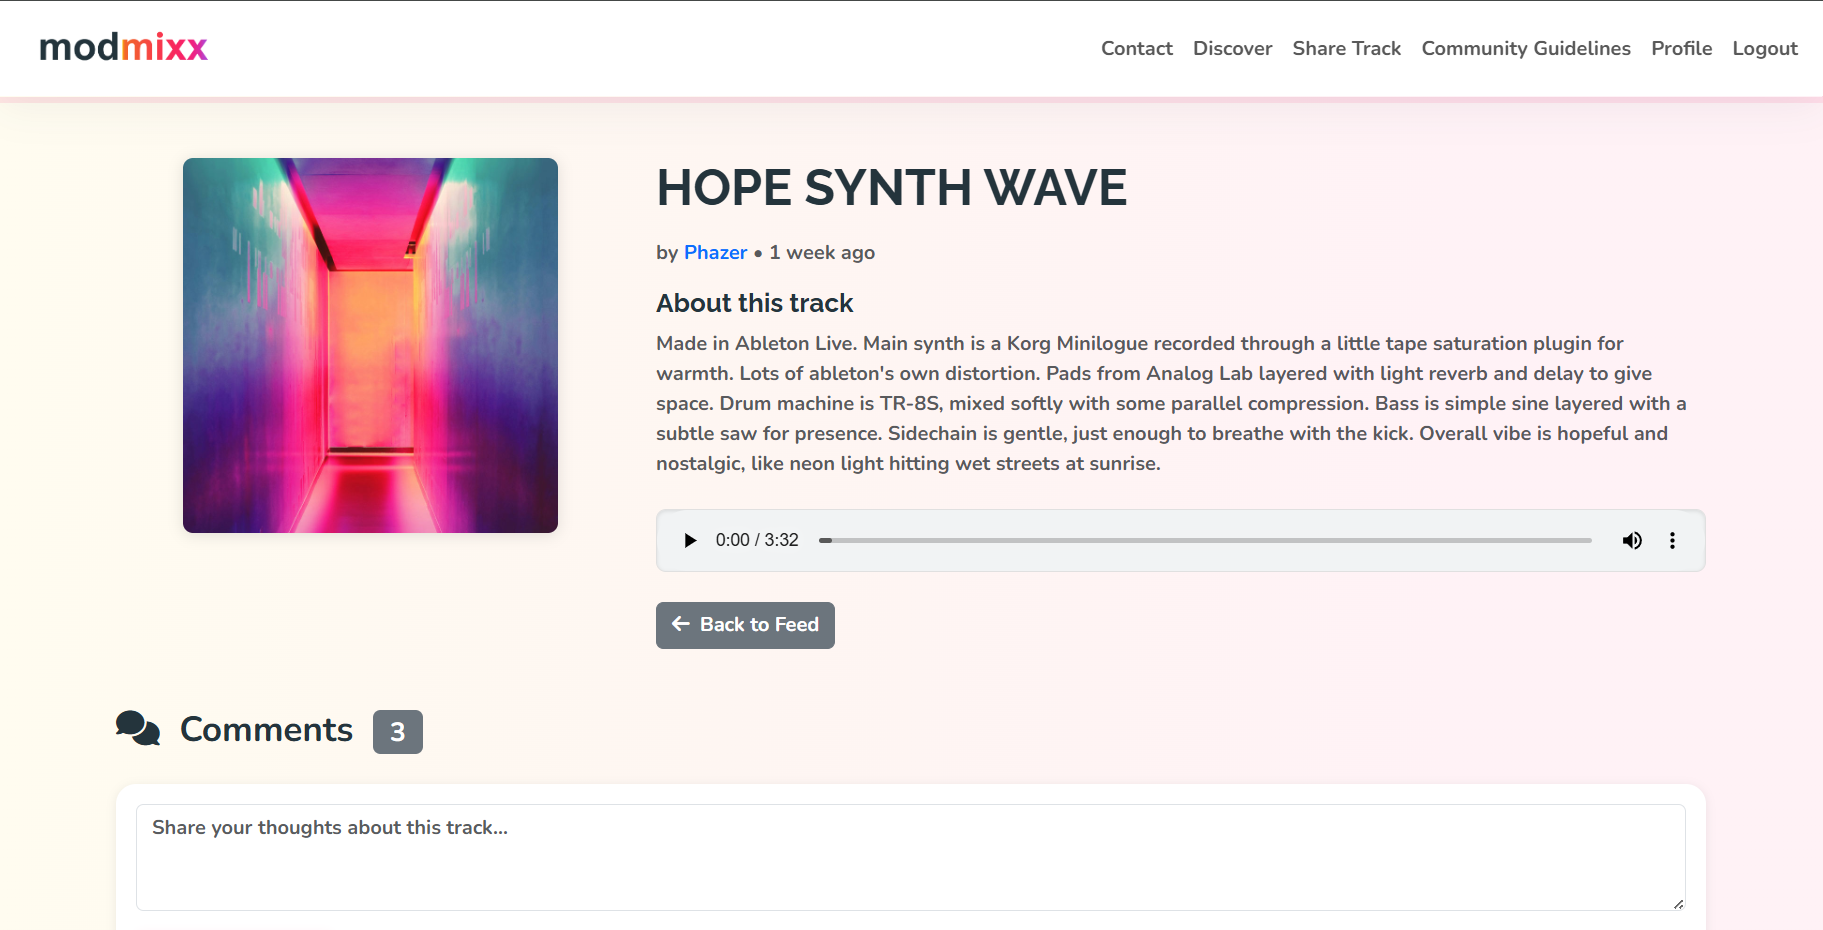 modmixx
Contact Discover Share Track Community Guidelines Profile Logout
HOPE SYNTH WAVE
by Phazer • 1 week ago
About this track
Made in Ableton Live. Main synth is a Korg Minilogue recorded through a little tape saturation plugin for
warmth. Lots of ableton's own distortion. Pads from Analog Lab layered with light reverb and delay to give
space. Drum machine is TR-8S, mixed softly with some parallel compression. Bass is simple sine layered with a
subtle saw for presence. Sidechain is gentle, just enough to breathe with the kick. Overall vibe is hopeful and
nostalgic, like neon light hitting wet streets at sunrise.
0:00 / 3:32
Back to Feed
Comments 3
Share your thoughts about this track...